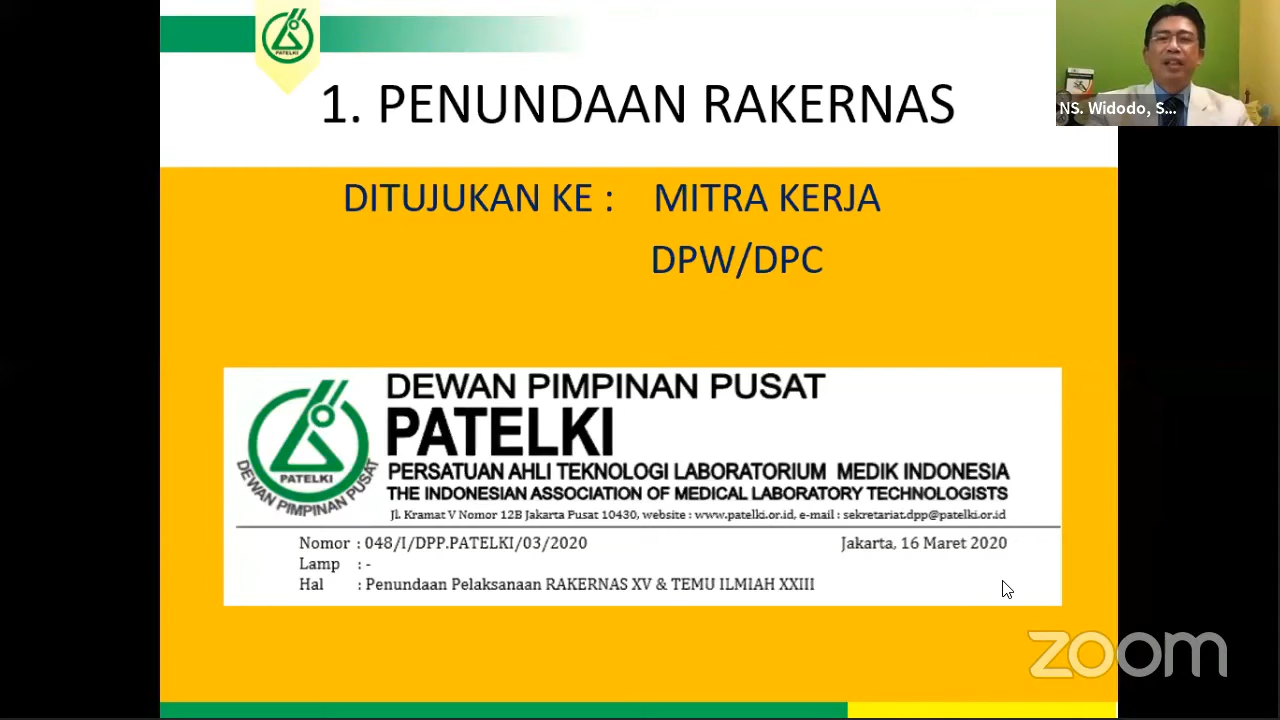 PATELKI
1. PENUNDAAN RAKERNAS
NS. Widodo, S...
DITUJUKAN KE : MITRA KERJA
DPW/DPC
PATELKI
DEWAN PIMPINAN PUSAT
DEWAN PIMPINAN PUSAT
PATELKI
PERSATUAN AHLI TEKNOLOGI LABORATORIUM MEDIK INDONESIA
THE INDONESIAN ASSOCIATION OF MEDICAL LABORATORY TECHNOLOGISTS
Jl. Kramat V Nomor 12B Jakarta Pusat 10430, website : www.patelki.or.id, e-mail : sekretariat.dpp@patelki.or.id
Nomor : 048/I/DPP.PATELKI/03/2020 Jakarta, 16 Maret 2020
Lamp : -
Hal : Penundaan Pelaksanaan RAKERNAS XV & TEMU ILMIAH XXIII
zoom